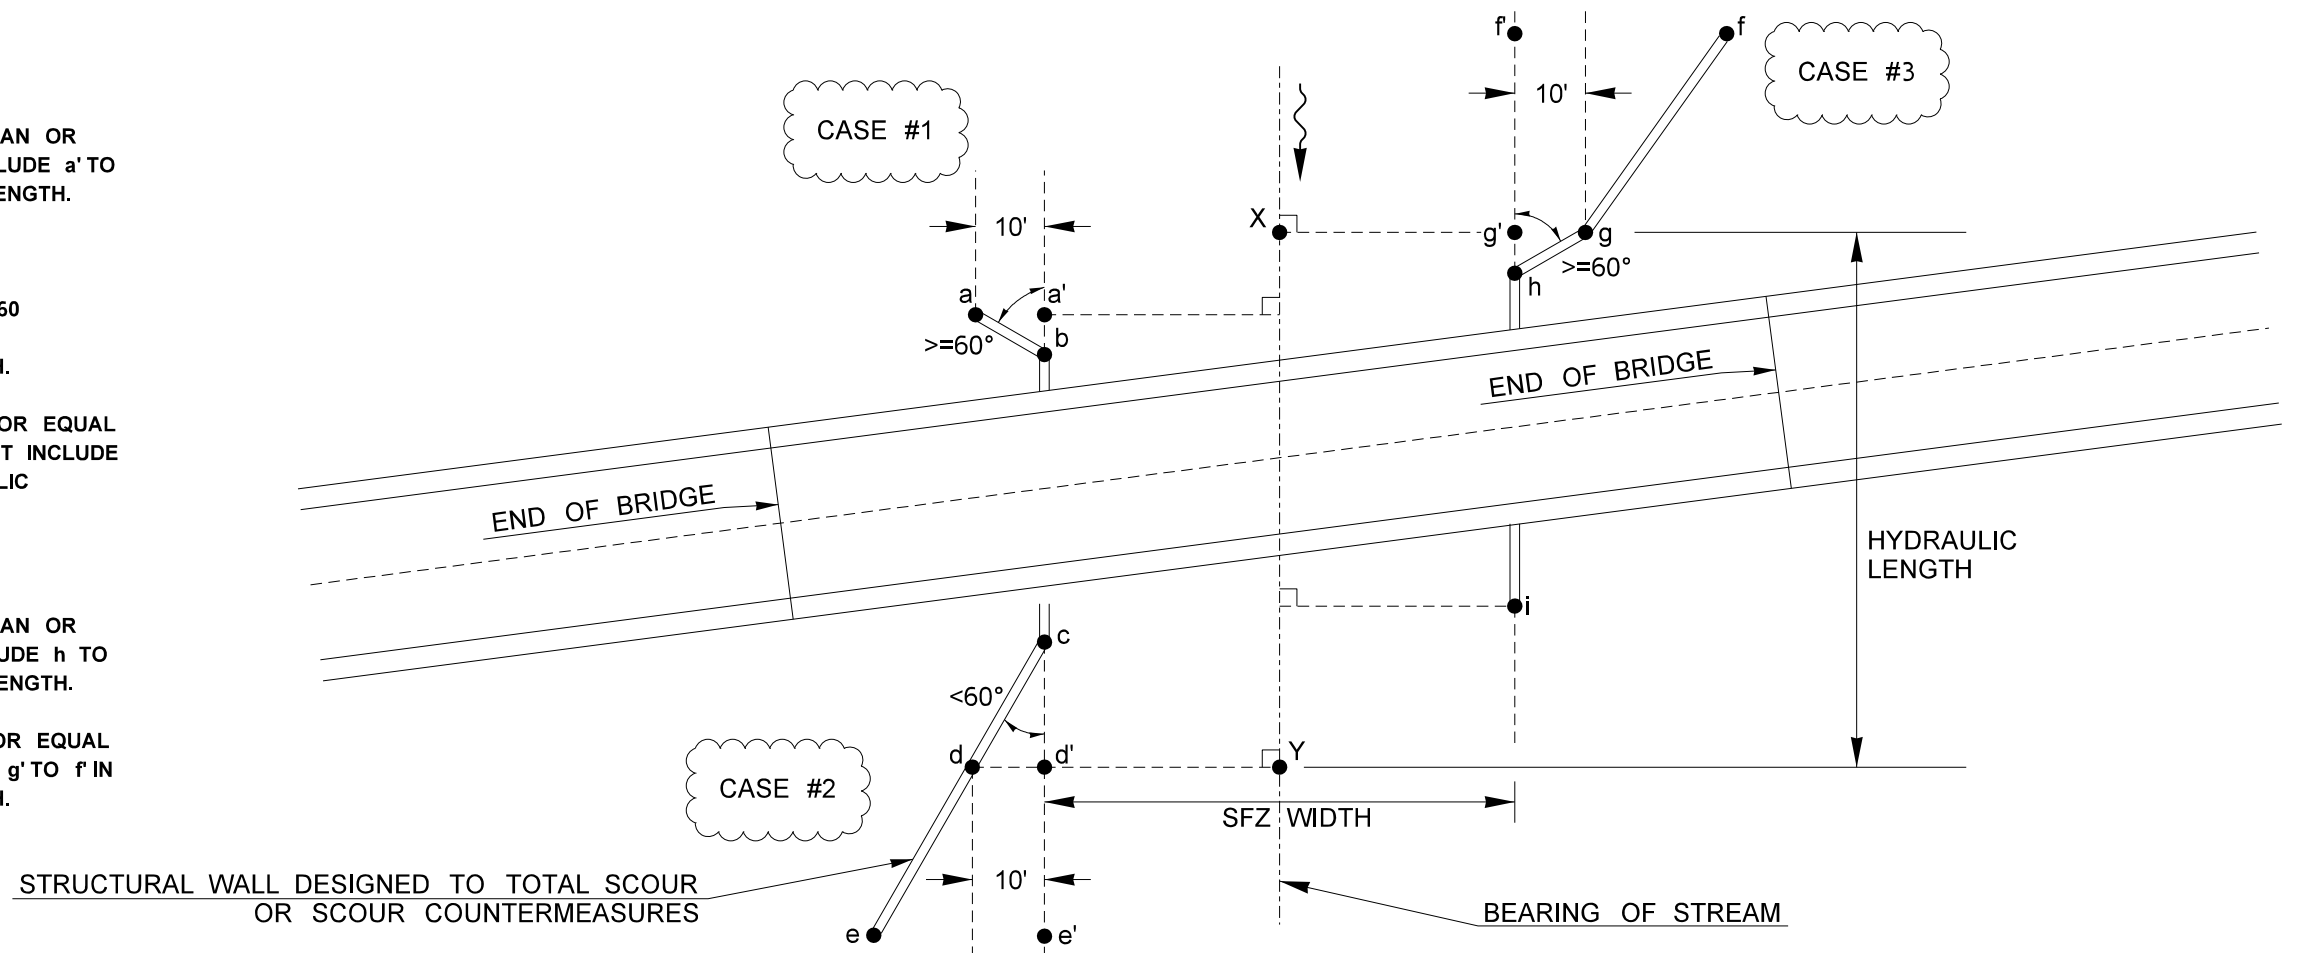 AN OR
LUDE a' TO
ENGTH.
60
H.
OR EQUAL
T INCLUDE
LIC
AN OR
UDE h TO
ENGTH.
OR EQUAL
g' TO f' IN
H.
CASE #1
10'
a
a'
b
>=60°
X
f'
f
10'
CASE #3
g'
g
>=60°
h
END OF BRIDGE
END OF BRIDGE
HYDRAULIC
LENGTH
i
c
<60°
d
d'
Y
CASE #2
SFZ WIDTH
10'
STRUCTURAL WALL DESIGNED TO TOTAL SCOUR
OR SCOUR COUNTERMEASURES
e
e'
BEARING OF STREAM